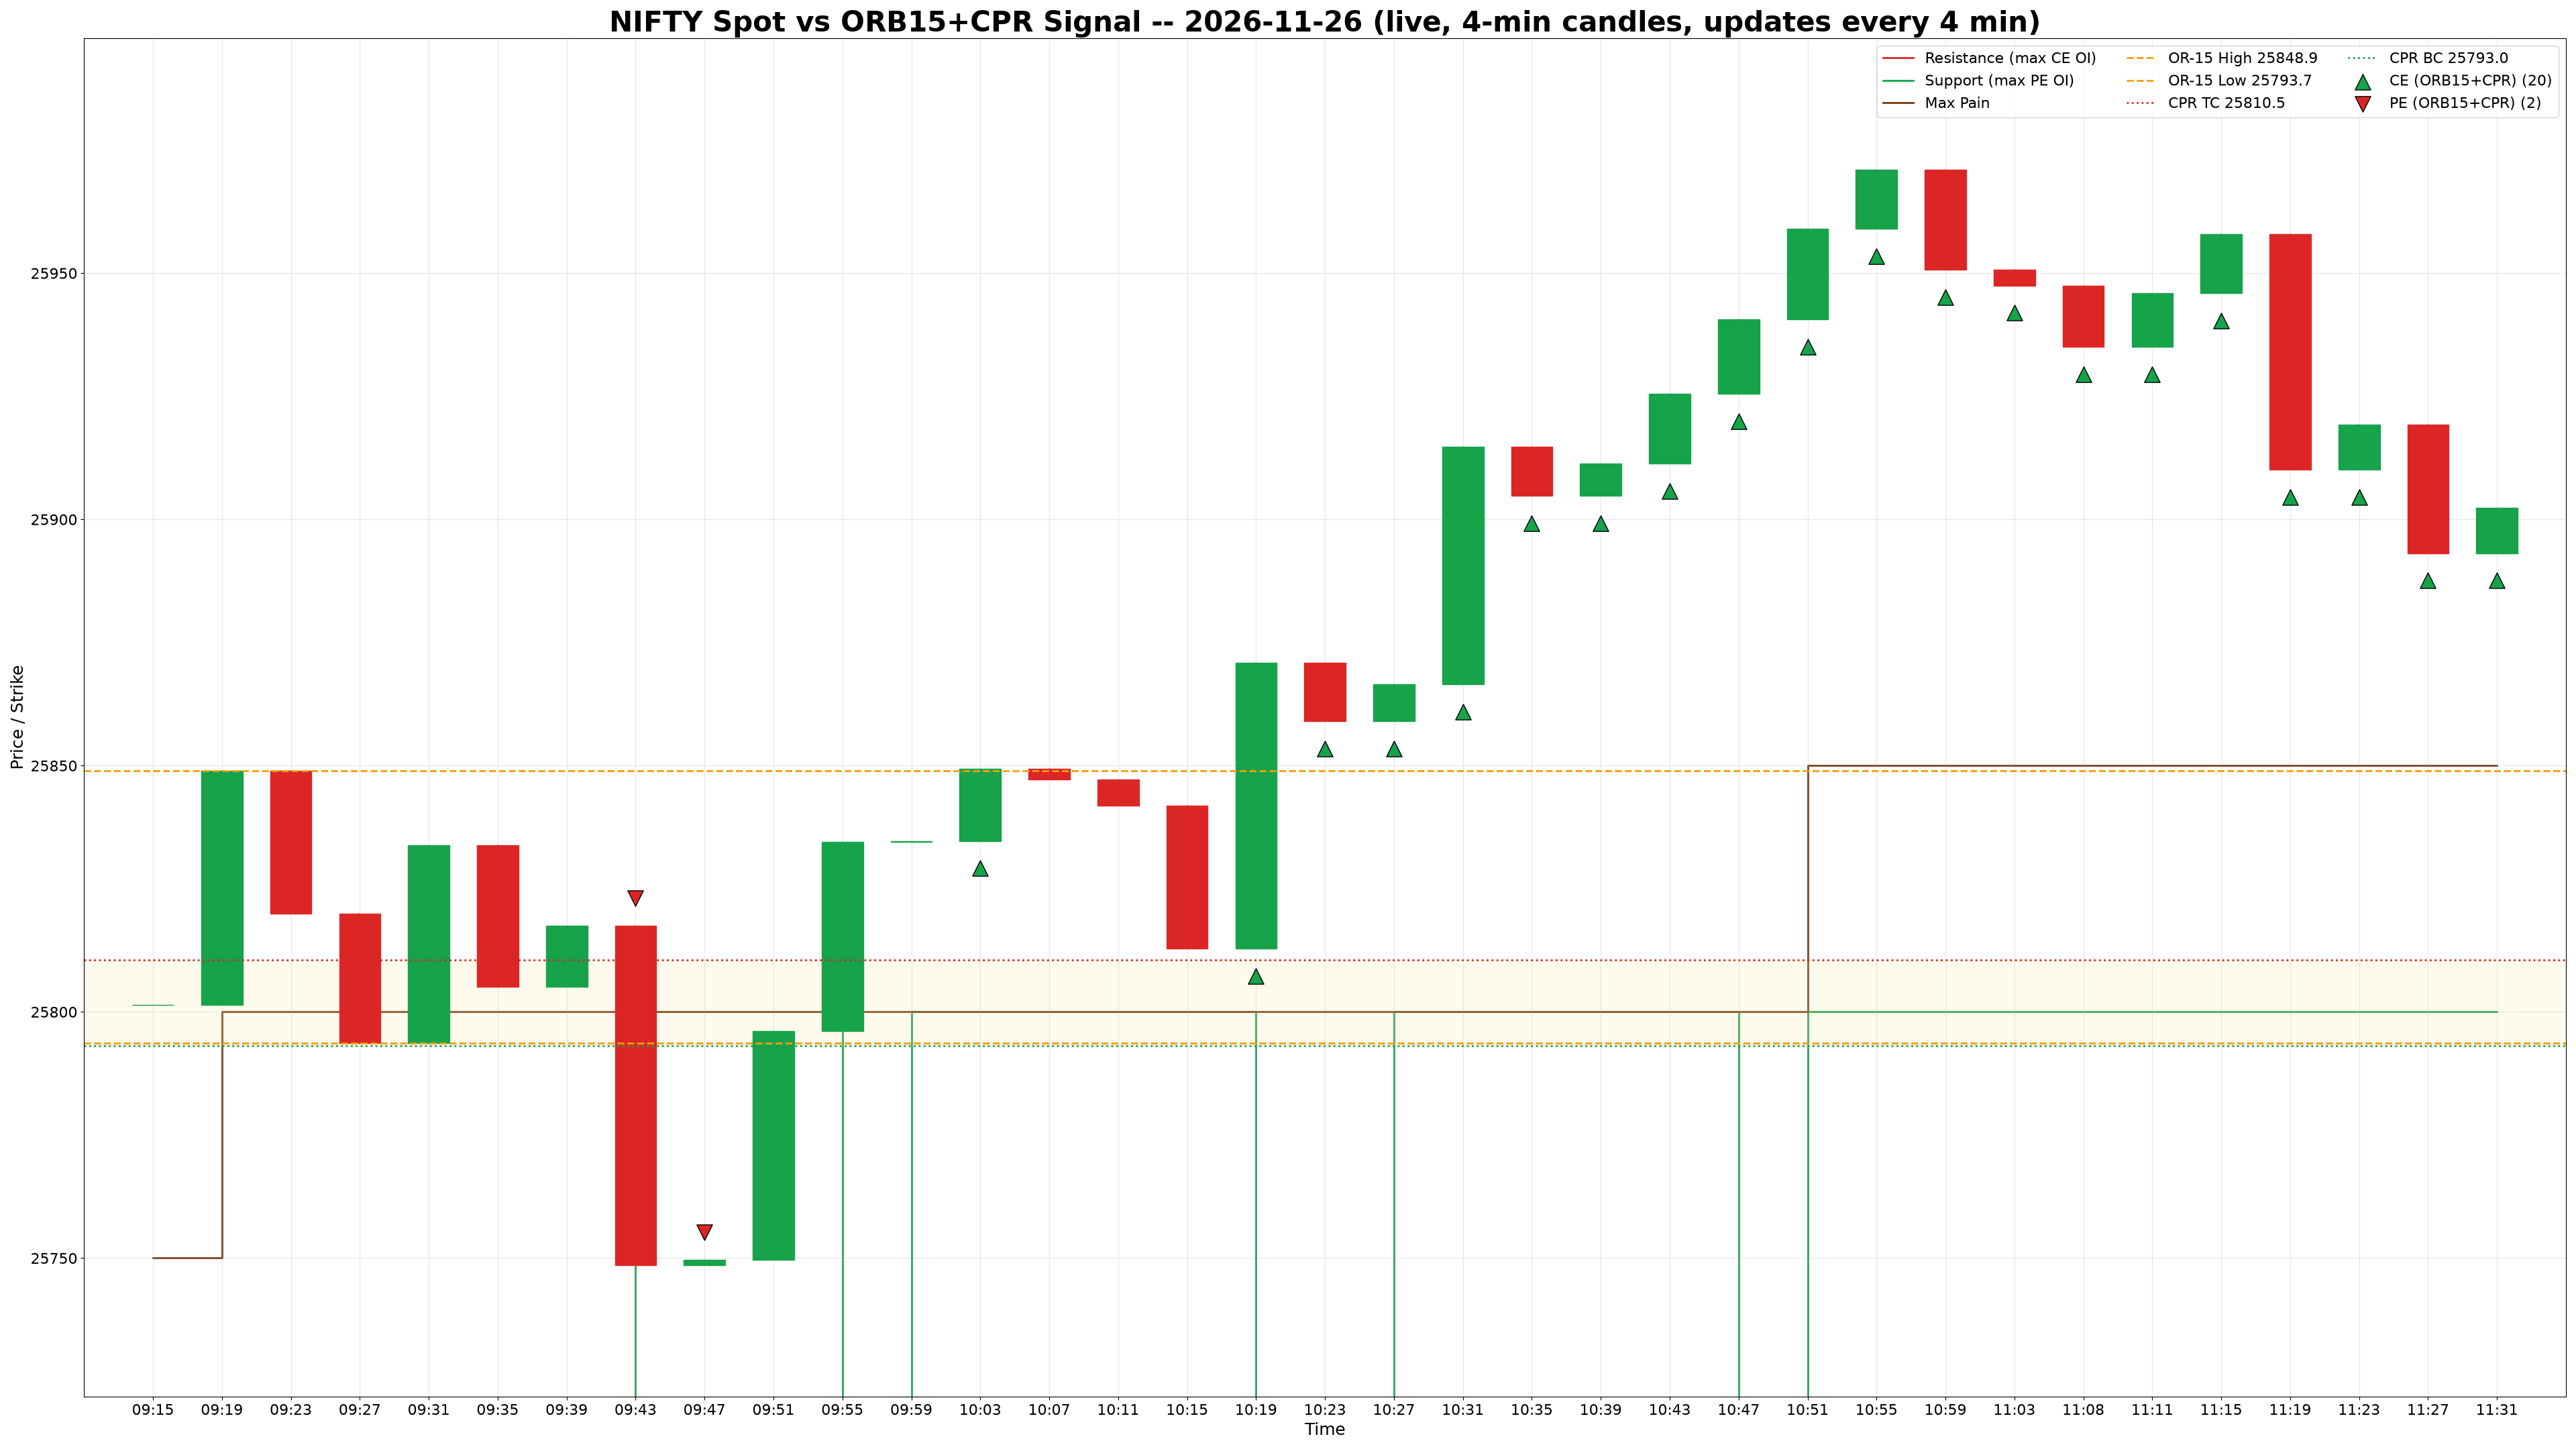 NIFTY Spot vs ORB15+CPR Signal -- 2026-11-26 (live, 4-min candles, updates every 4 min)
Resistance (max CE OI)
Support (max PE OI)
Max Pain
OR-15 High 25848.9
OR-15 Low 25793.7
CPR TC 25810.5
CPR BC 25793.0
CE (ORB15+CPR) (20)
PE (ORB15+CPR) (2)
Price / Strike
25950
25900
25850
25800
25750
09:15 09:19 09:23 09:27 09:31 09:35 09:39 09:43 09:47 09:51 09:55 09:59 10:03 10:07 10:11 10:15 10:19 10:23 10:27 10:31 10:35 10:39 10:43 10:47 10:51 10:55 10:59 11:03 11:08 11:11 11:15 11:19 11:23 11:27 11:31
Time